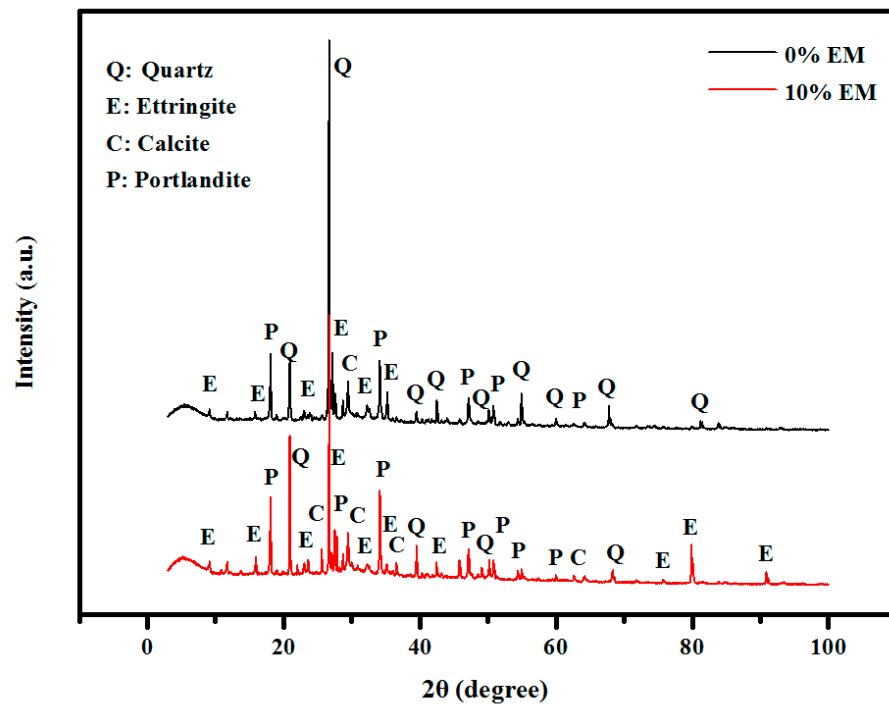 Q: Quartz
E: Ettringite
C: Calcite
P: Portlandite
0% EM
10% EM
Q
E
P
P
Q
C
E
E
E
E
E
Q
Q
P
Q
P
Q
Q
P
Q
Q
Q
E
P
P
E
E
E
C
P
C
E
E
C
Q
E
P
Q
P
P
P
C
Q
E
E
E
Intensity (a.u.)
0 20 40 60 80 100
2θ (degree)